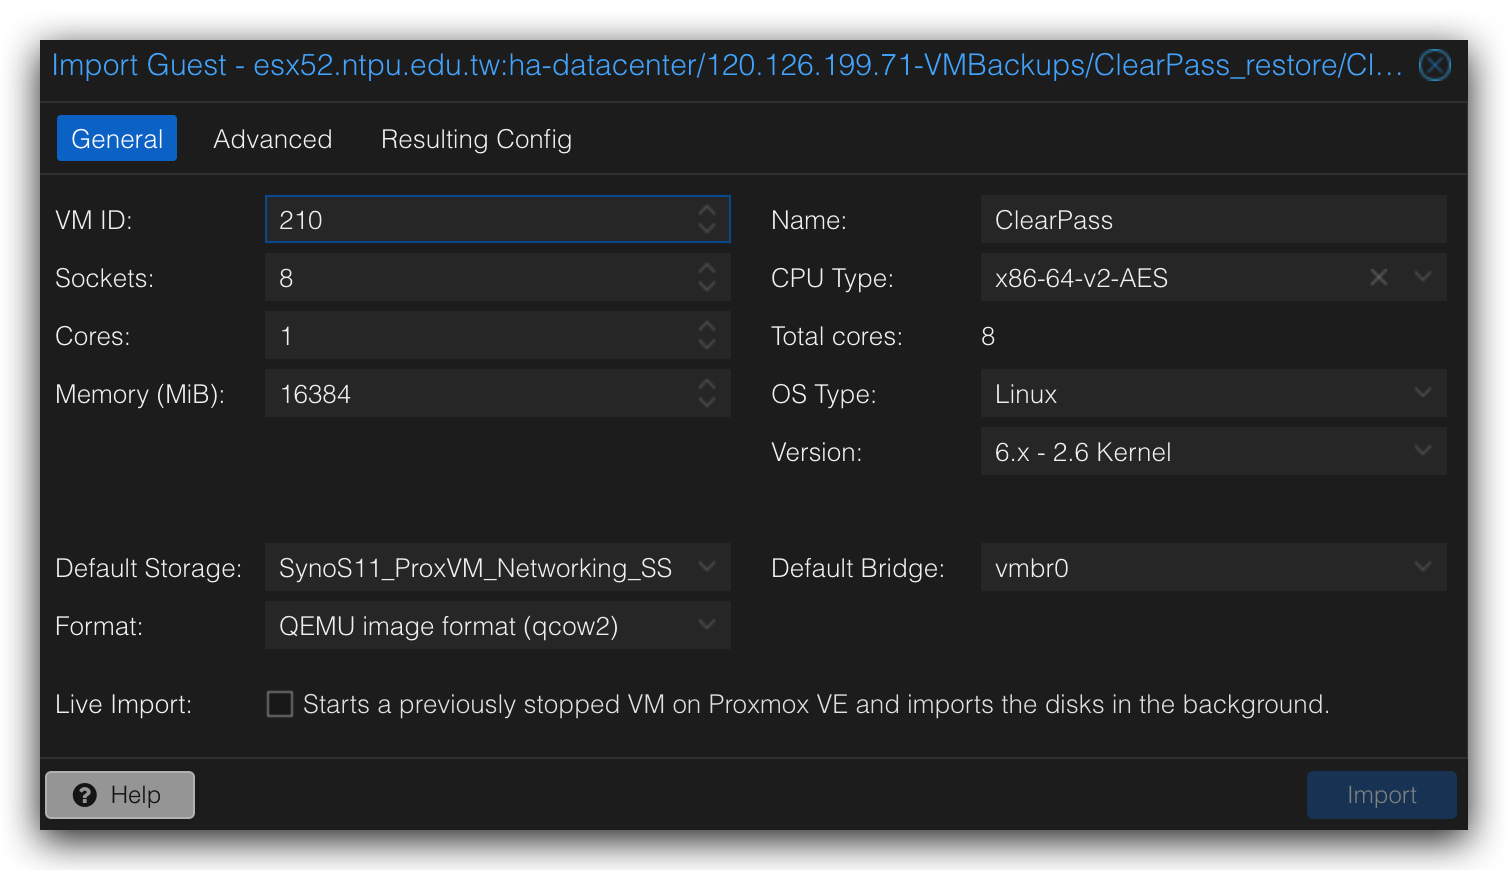 Import Guest - esx52.ntpu.edu.tw:ha-datacenter/120.126.199.71-VMBackups/ClearPass_restore/Cl...
General Advanced Resulting Config
VM ID: 210 Name: ClearPass
Sockets: 8 CPU Type: x86-64-v2-AES
Cores: 1 Total cores: 8
Memory (MiB): 16384 OS Type: Linux
Version: 6.x - 2.6 Kernel
Default Storage: SynoS11_ProxVM_Networking_SS Default Bridge: vmbr0
Format: QEMU image format (qcow2)
Live Import: Starts a previously stopped VM on Proxmox VE and imports the disks in the background.
Help Import